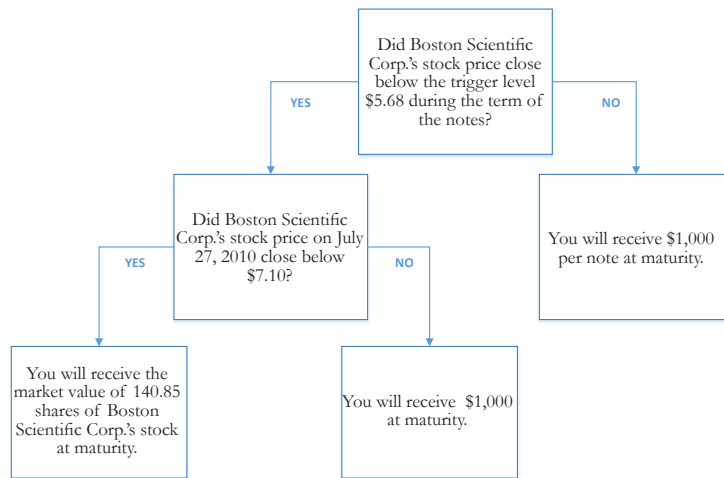 Did Boston Scientific
Corp.'s stock price close
below the trigger level
$5.68 during the term of
the notes?
YES
NO
Did Boston Scientific
Corp.'s stock price on July
27, 2010 close below
$7.10?
You will receive $1,000
per note at maturity.
YES
NO
You will receive the
market value of 140.85
shares of Boston
Scientific Corp.'s stock
at maturity.
You will receive $1,000
at maturity.